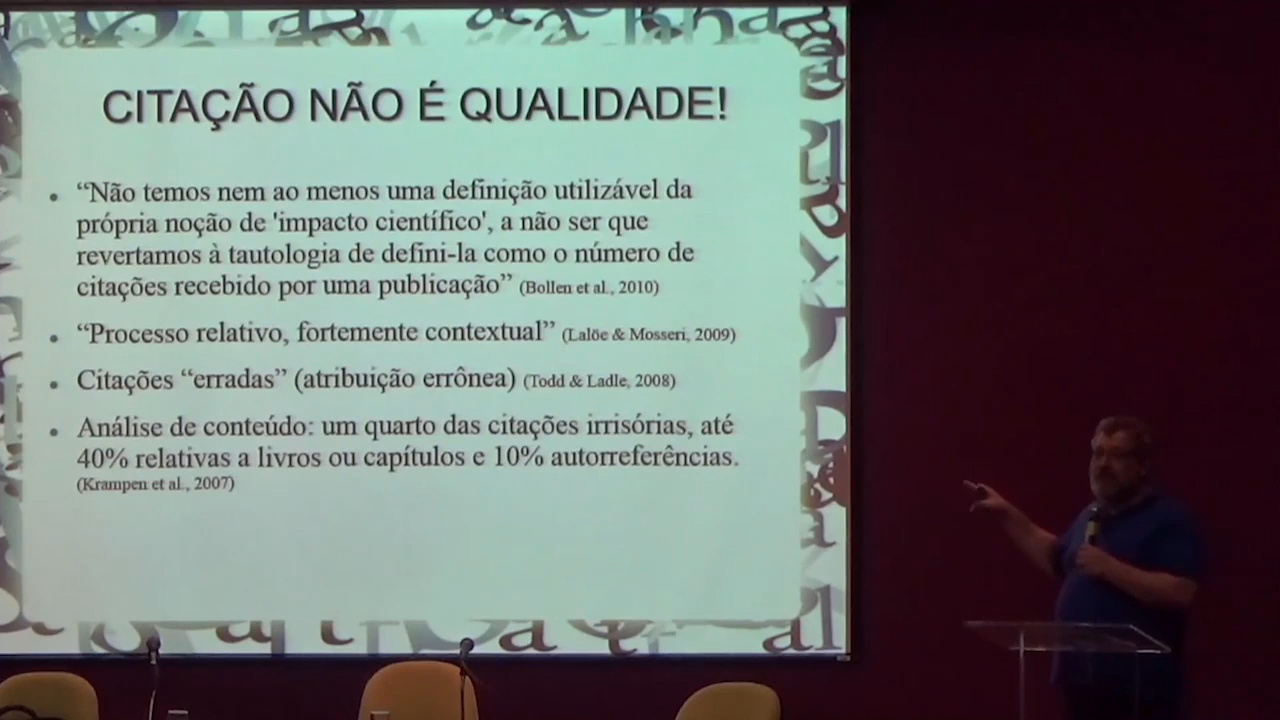 CITAÇÃO NÃO É QUALIDADE!
• “Não temos nem ao menos uma definição utilizável da
própria noção de 'impacto científico', a não ser que
revertamos à tautologia de defini-la como o número de
citações recebido por uma publicação” (Bollen et al., 2010)
• “Processo relativo, fortemente contextual” (Lalöe & Mosseri, 2009)
• Citações “erradas” (atribuição errônea) (Todd & Ladle, 2008)
• Análise de conteúdo: um quarto das citações irrisórias, até
40% relativas a livros ou capítulos e 10% autorreferências.
(Krampen et al., 2007)